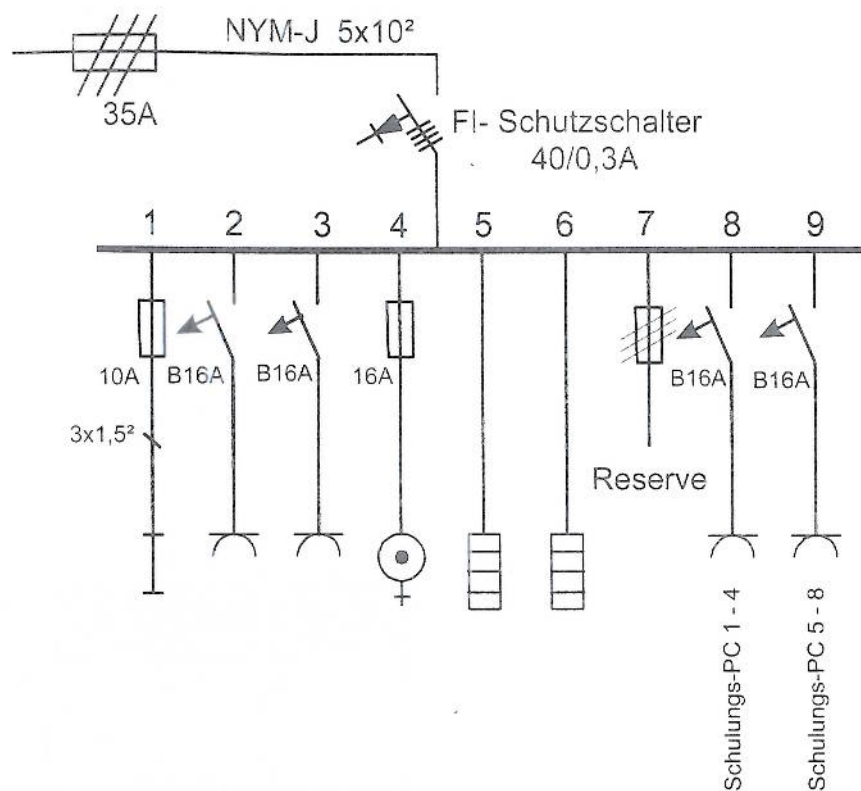 NYM-J 5x10²
35A
FI- Schutzschalter
40/0,3A
1 2 3 4 5 6 7 8 9
10A B16A B16A 16A B16A B16A
3x1,5²
Reserve
Schulungs-PC 1 - 4
Schulungs-PC 5 - 8